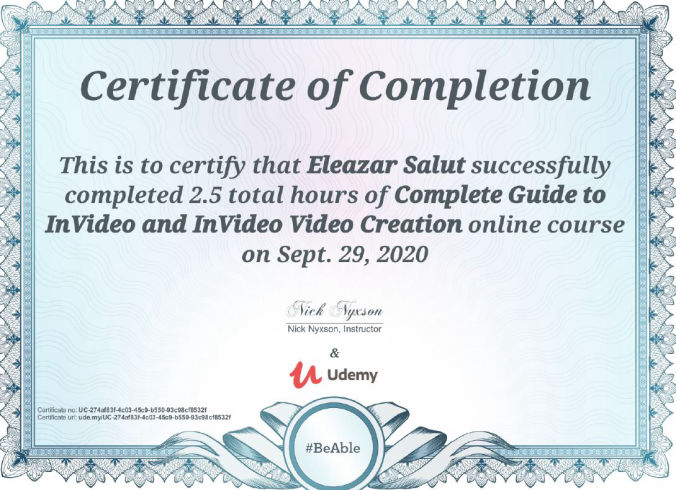 Certificate of Completion
This is to certify that Eleazar Salut successfully
completed 2.5 total hours of Complete Guide to
InVideo and InVideo Video Creation online course
on Sept. 29, 2020
Nick Nyxson
Nick Nyxson, Instructor
&
Udemy
Certificate no: UC-274af83f-4c03-45c9-b550-93c98cf8532f
Certificate url: ude.my/UC-274af83f-4c03-45c9-b550-93c98cf8532f
#BeAble